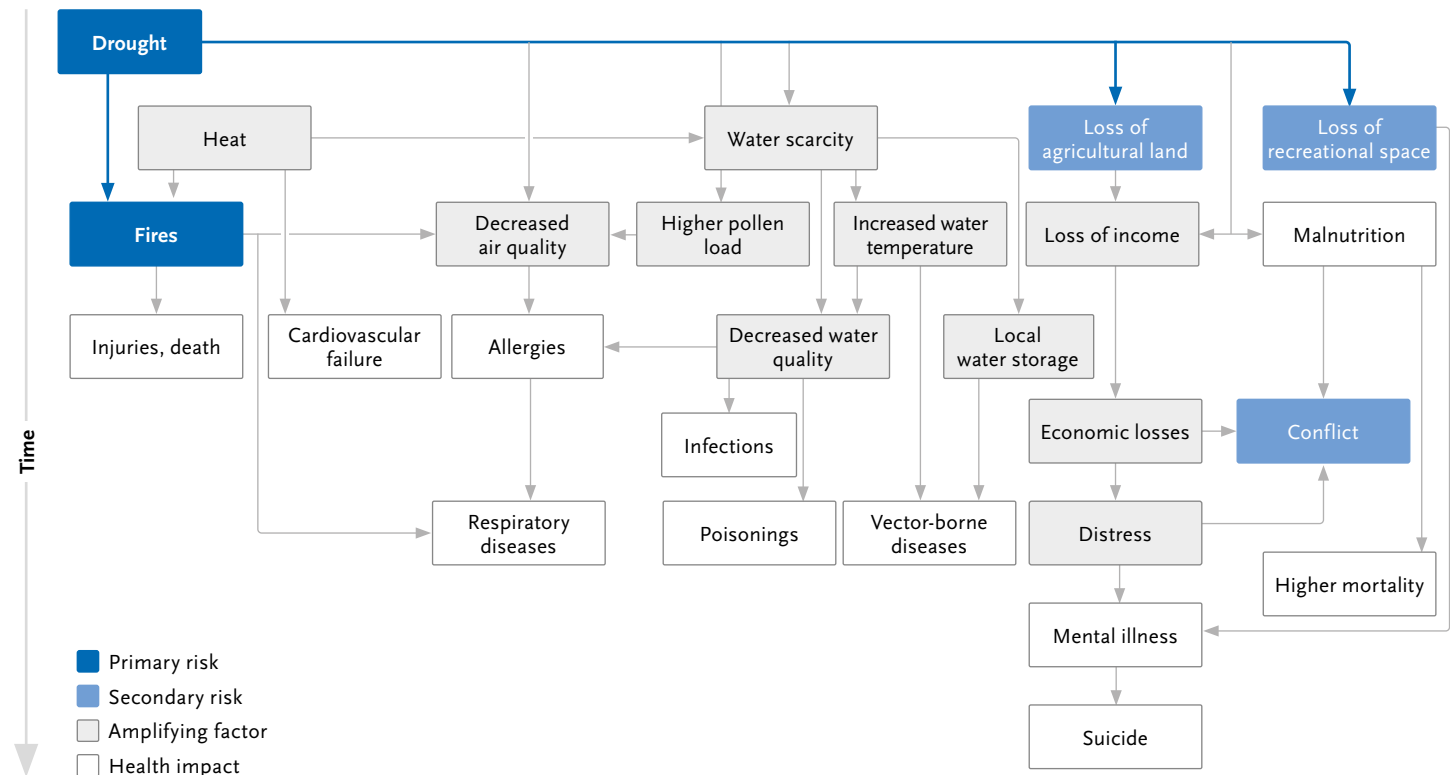 Drought
Heat
Water scarcity
Loss of
agricultural land
Loss of
recreational space
Fires
Decreased
air quality
Higher pollen
load
Increased water
temperature
Loss of income
Malnutrition
Injuries, death
Cardiovascular
failure
Allergies
Decreased water
quality
Local
water storage
Time
Infections
Economic losses
Conflict
Respiratory
diseases
Poisonings
Vector-borne
diseases
Distress
Higher mortality
Mental illness
Suicide
Primary risk
Secondary risk
Amplifying factor
Health impact